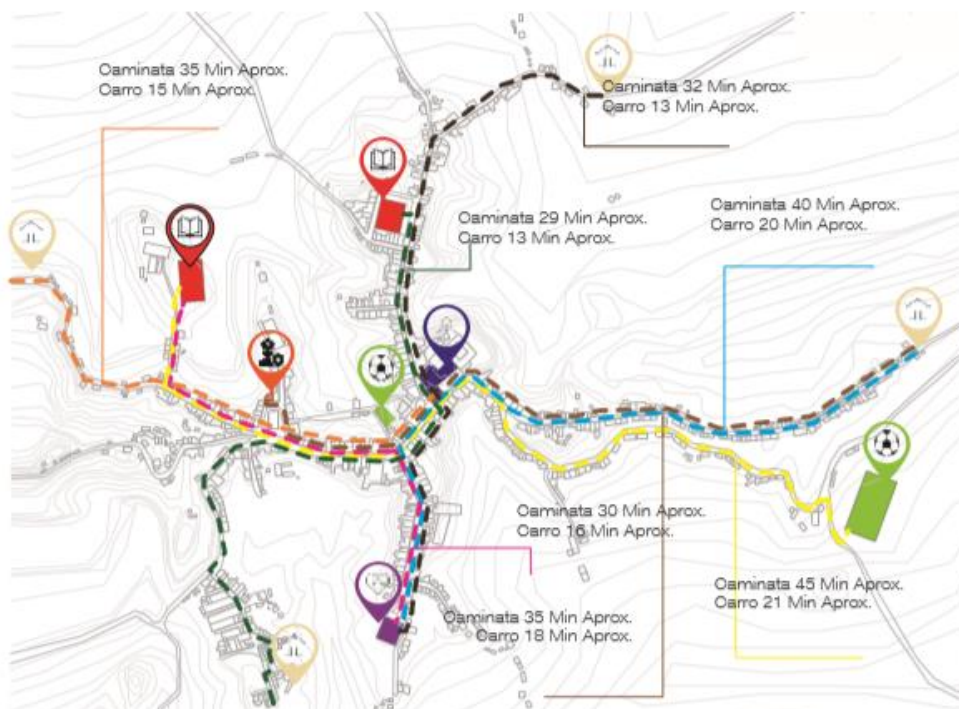 Caminata 35 Min Aprox.
Carro 15 Min Aprox.
Caminata 32 Min Aprox.
Carro 13 Min Aprox.
Caminata 29 Min Aprox.
Carro 13 Min Aprox.
Caminata 40 Min Aprox.
Carro 20 Min Aprox.
Caminata 30 Min Aprox.
Carro 16 Min Aprox.
Caminata 45 Min Aprox.
Carro 21 Min Aprox.
Caminata 35 Min Aprox.
Carro 18 Min Aprox.